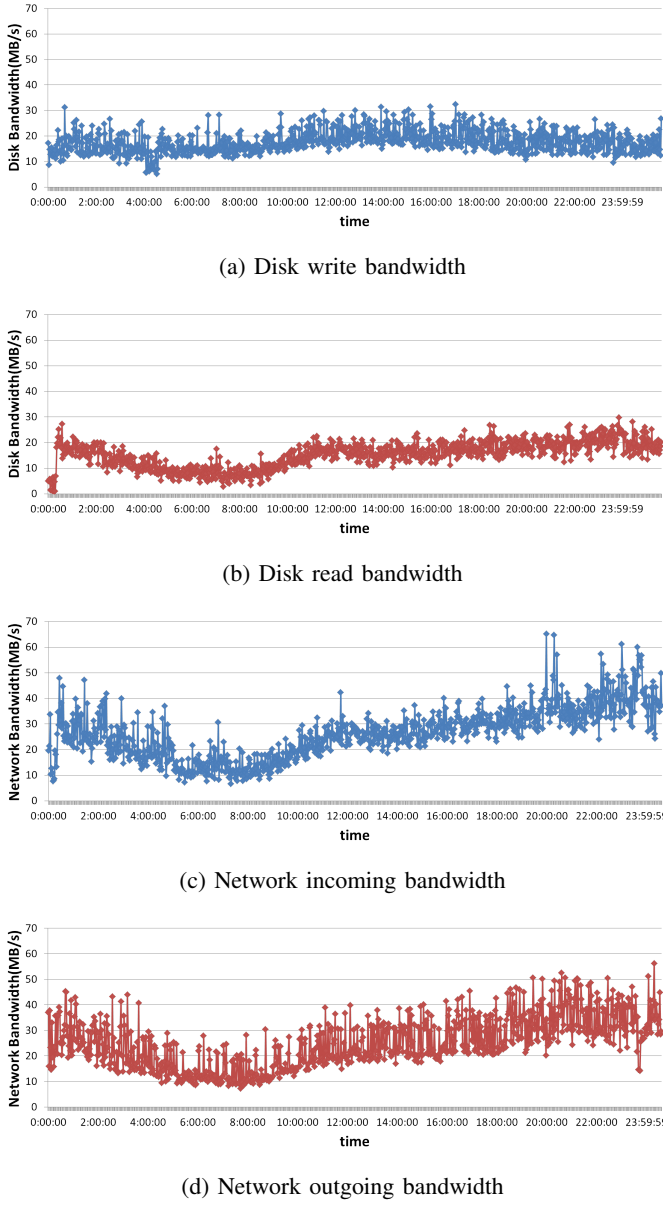 70
60
50
40
30
20
10
0
Disk Bandwidth(MB/s)
0:00:00 2:00:00 4:00:00 6:00:00 8:00:00 10:00:00 12:00:00 14:00:00 16:00:00 18:00:00 20:00:00 22:00:00 23:59:59
time
(a) Disk write bandwidth
70
60
50
40
30
20
10
0
Disk Bandwidth(MB/s)
0:00:00 2:00:00 4:00:00 6:00:00 8:00:00 10:00:00 12:00:00 14:00:00 16:00:00 18:00:00 20:00:00 22:00:00 23:59:59
time
(b) Disk read bandwidth
70
60
50
40
30
20
10
0
Network Bandwidth(MB/s)
0:00:00 2:00:00 4:00:00 6:00:00 8:00:00 10:00:00 12:00:00 14:00:00 16:00:00 18:00:00 20:00:00 22:00:00 23:59:59
time
(c) Network incoming bandwidth
70
60
50
40
30
20
10
0
Network Bandwidth(MB/s)
0:00:00 2:00:00 4:00:00 6:00:00 8:00:00 10:00:00 12:00:00 14:00:00 16:00:00 18:00:00 20:00:00 22:00:00 23:59:59
time
(d) Network outgoing bandwidth